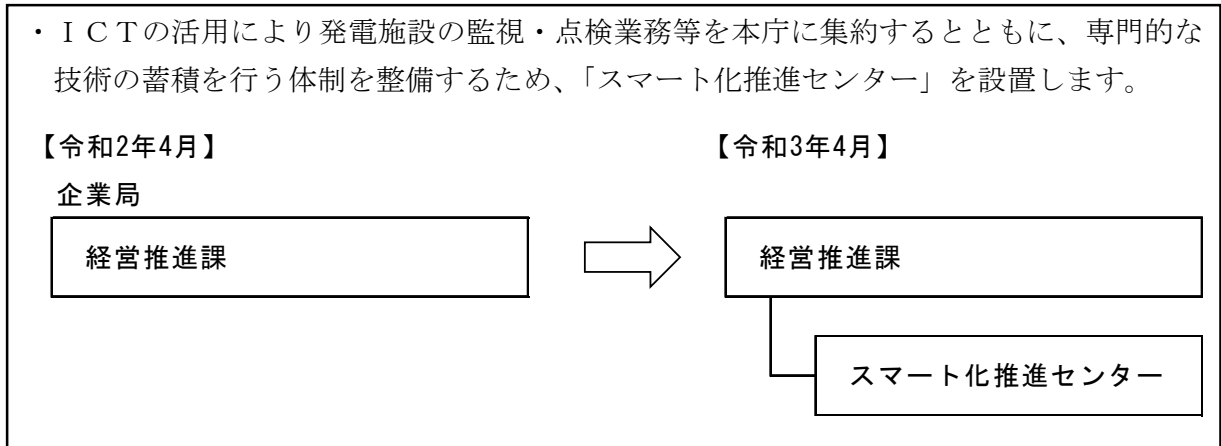 ・ＩＣＴの活用により発電施設の監視・点検業務等を本庁に集約するとともに、専門的な
技術の蓄積を行う体制を整備するため、「スマート化推進センター」を設置します。
【令和2年4月】
【令和3年4月】
企業局
経営推進課
経営推進課
スマート化推進センター